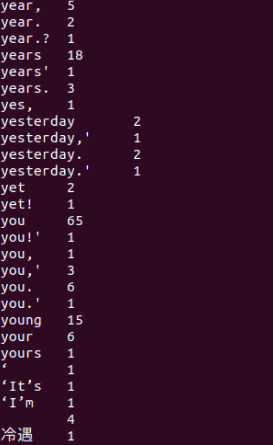 year,	5
year.	2
year.?	1
years	18
years'	1
years.	3
yes,	1
yesterday	2
yesterday,'	1
yesterday.	2
yesterday.'	1
yet	2
yet!	1
you	65
you!'	1
you,	1
you,'	3
you.	6
you.'	1
young	15
your	6
yours	1
‘	1
‘It’s	1
‘I’m	1
	4
冷遇	1